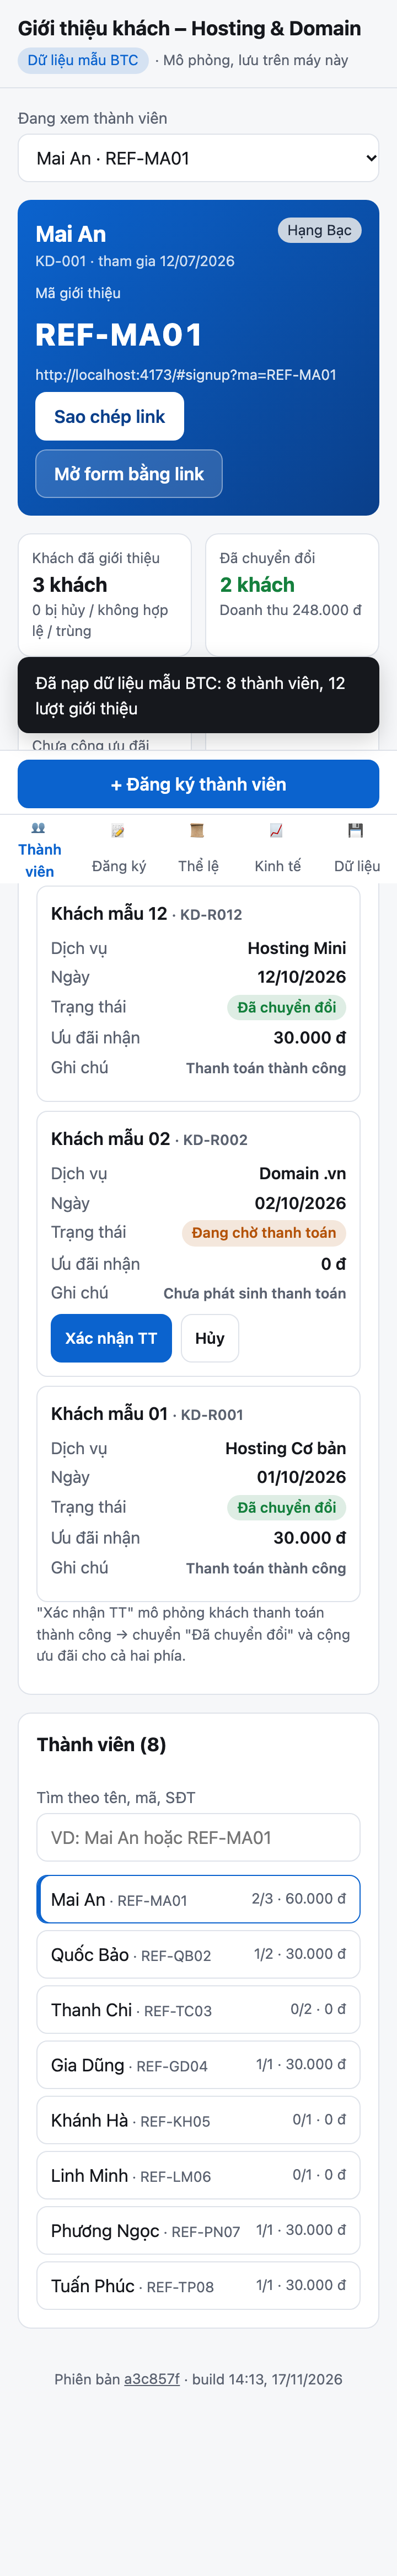 Giới thiệu khách – Hosting & Domain
Dữ liệu mẫu BTC · Mô phỏng, lưu trên máy này
Đang xem thành viên
Mai An · REF-MA01
Mai An
Hạng Bạc
KD-001 · tham gia 12/07/2026
Mã giới thiệu
REF-MA01
http://localhost:4173/#signup?ma=REF-MA01
Sao chép link
Mở form bằng link
Khách đã giới thiệu
3 khách
0 bị hủy / không hợp
lệ / trùng
Đã chuyển đổi
2 khách
Doanh thu 248.000 đ
Đã nạp dữ liệu mẫu BTC: 8 thành viên, 12
lượt giới thiệu
Chưa cộng ưu đãi
+ Đăng ký thành viên
Thành
viên
Đăng ký
Thể lệ
Kinh tế
Dữ liệu
Khách mẫu 12 · KD-R012
Dịch vụ Hosting Mini
Ngày 12/10/2026
Trạng thái Đã chuyển đổi
Ưu đãi nhận 30.000 đ
Ghi chú Thanh toán thành công
Khách mẫu 02 · KD-R002
Dịch vụ Domain .vn
Ngày 02/10/2026
Trạng thái Đang chờ thanh toán
Ưu đãi nhận 0 đ
Ghi chú Chưa phát sinh thanh toán
Xác nhận TT Hủy
Khách mẫu 01 · KD-R001
Dịch vụ Hosting Cơ bản
Ngày 01/10/2026
Trạng thái Đã chuyển đổi
Ưu đãi nhận 30.000 đ
Ghi chú Thanh toán thành công
"Xác nhận TT" mô phỏng khách thanh toán
thành công → chuyển "Đã chuyển đổi" và cộng
ưu đãi cho cả hai phía.
Thành viên (8)
Tìm theo tên, mã, SĐT
VD: Mai An hoặc REF-MA01
Mai An · REF-MA01 2/3 · 60.000 đ
Quốc Bảo · REF-QB02 1/2 · 30.000 đ
Thanh Chi · REF-TC03 0/2 · 0 đ
Gia Dũng · REF-GD04 1/1 · 30.000 đ
Khánh Hà · REF-KH05 0/1 · 0 đ
Linh Minh · REF-LM06 0/1 · 0 đ
Phương Ngọc · REF-PN07 1/1 · 30.000 đ
Tuấn Phúc · REF-TP08 1/1 · 30.000 đ
Phiên bản a3c857f · build 14:13, 17/11/2026